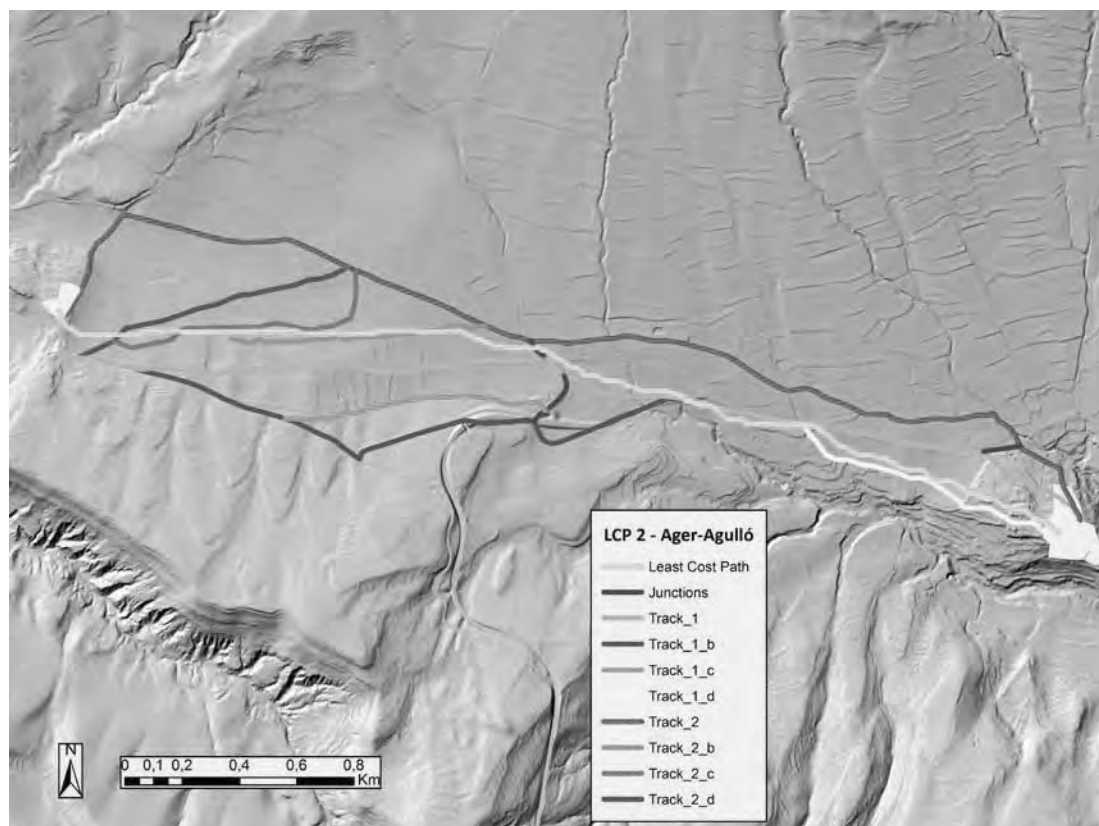 LCP 2 - Ager-Agulló
Least Cost Path
Junctions
Track_1
Track_1_b
Track_1_c
Track_1_d
Track_2
Track_2_b
Track_2_c
Track_2_d
N
0 0,1 0,2 0,4 0,6 0,8
Km